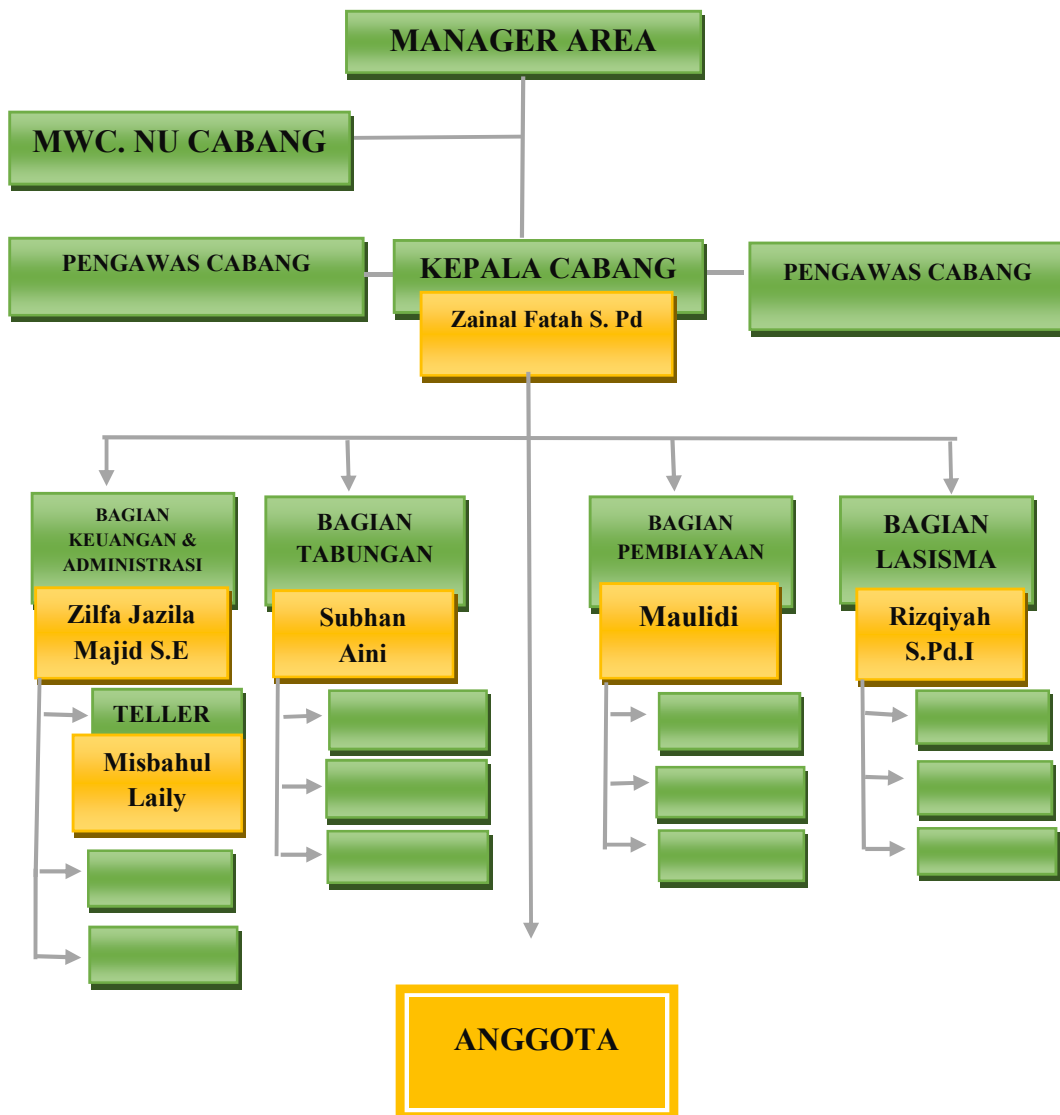 MANAGER AREA
MWC. NU CABANG
PENGAWAS CABANG
KEPALA CABANG
PENGAWAS CABANG
Zainal Fatah S. Pd
BAGIAN
KEUANGAN &
ADMINISTRASI
Zilfa Jazila
Majid S.E
TELLER
Misbahul
Laily
BAGIAN
TABUNGAN
Subhan
Aini
BAGIAN
PEMBIAYAAN
Maulidi
BAGIAN
LASISMA
Rizqiyah
S.Pd.I
ANGGOTA